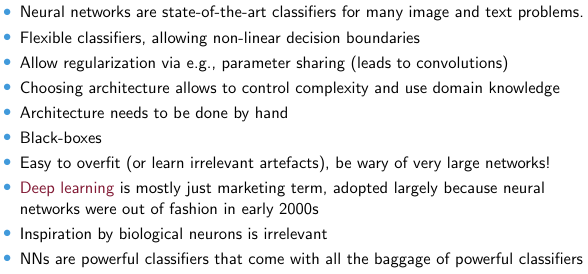 • Neural networks are state-of-the-art classifiers for many image and text problems.
• Flexible classifiers, allowing non-linear decision boundaries
• Allow regularization via e.g., parameter sharing (leads to convolutions)
• Choosing architecture allows to control complexity and use domain knowledge
• Architecture needs to be done by hand
• Black-boxes
• Easy to overfit (or learn irrelevant artefacts), be wary of very large networks!
• Deep learning is mostly just marketing term, adopted largely because neural
networks were out of fashion in early 2000s
• Inspiration by biological neurons is irrelevant
• NNs are powerful classifiers that come with all the baggage of powerful classifiers